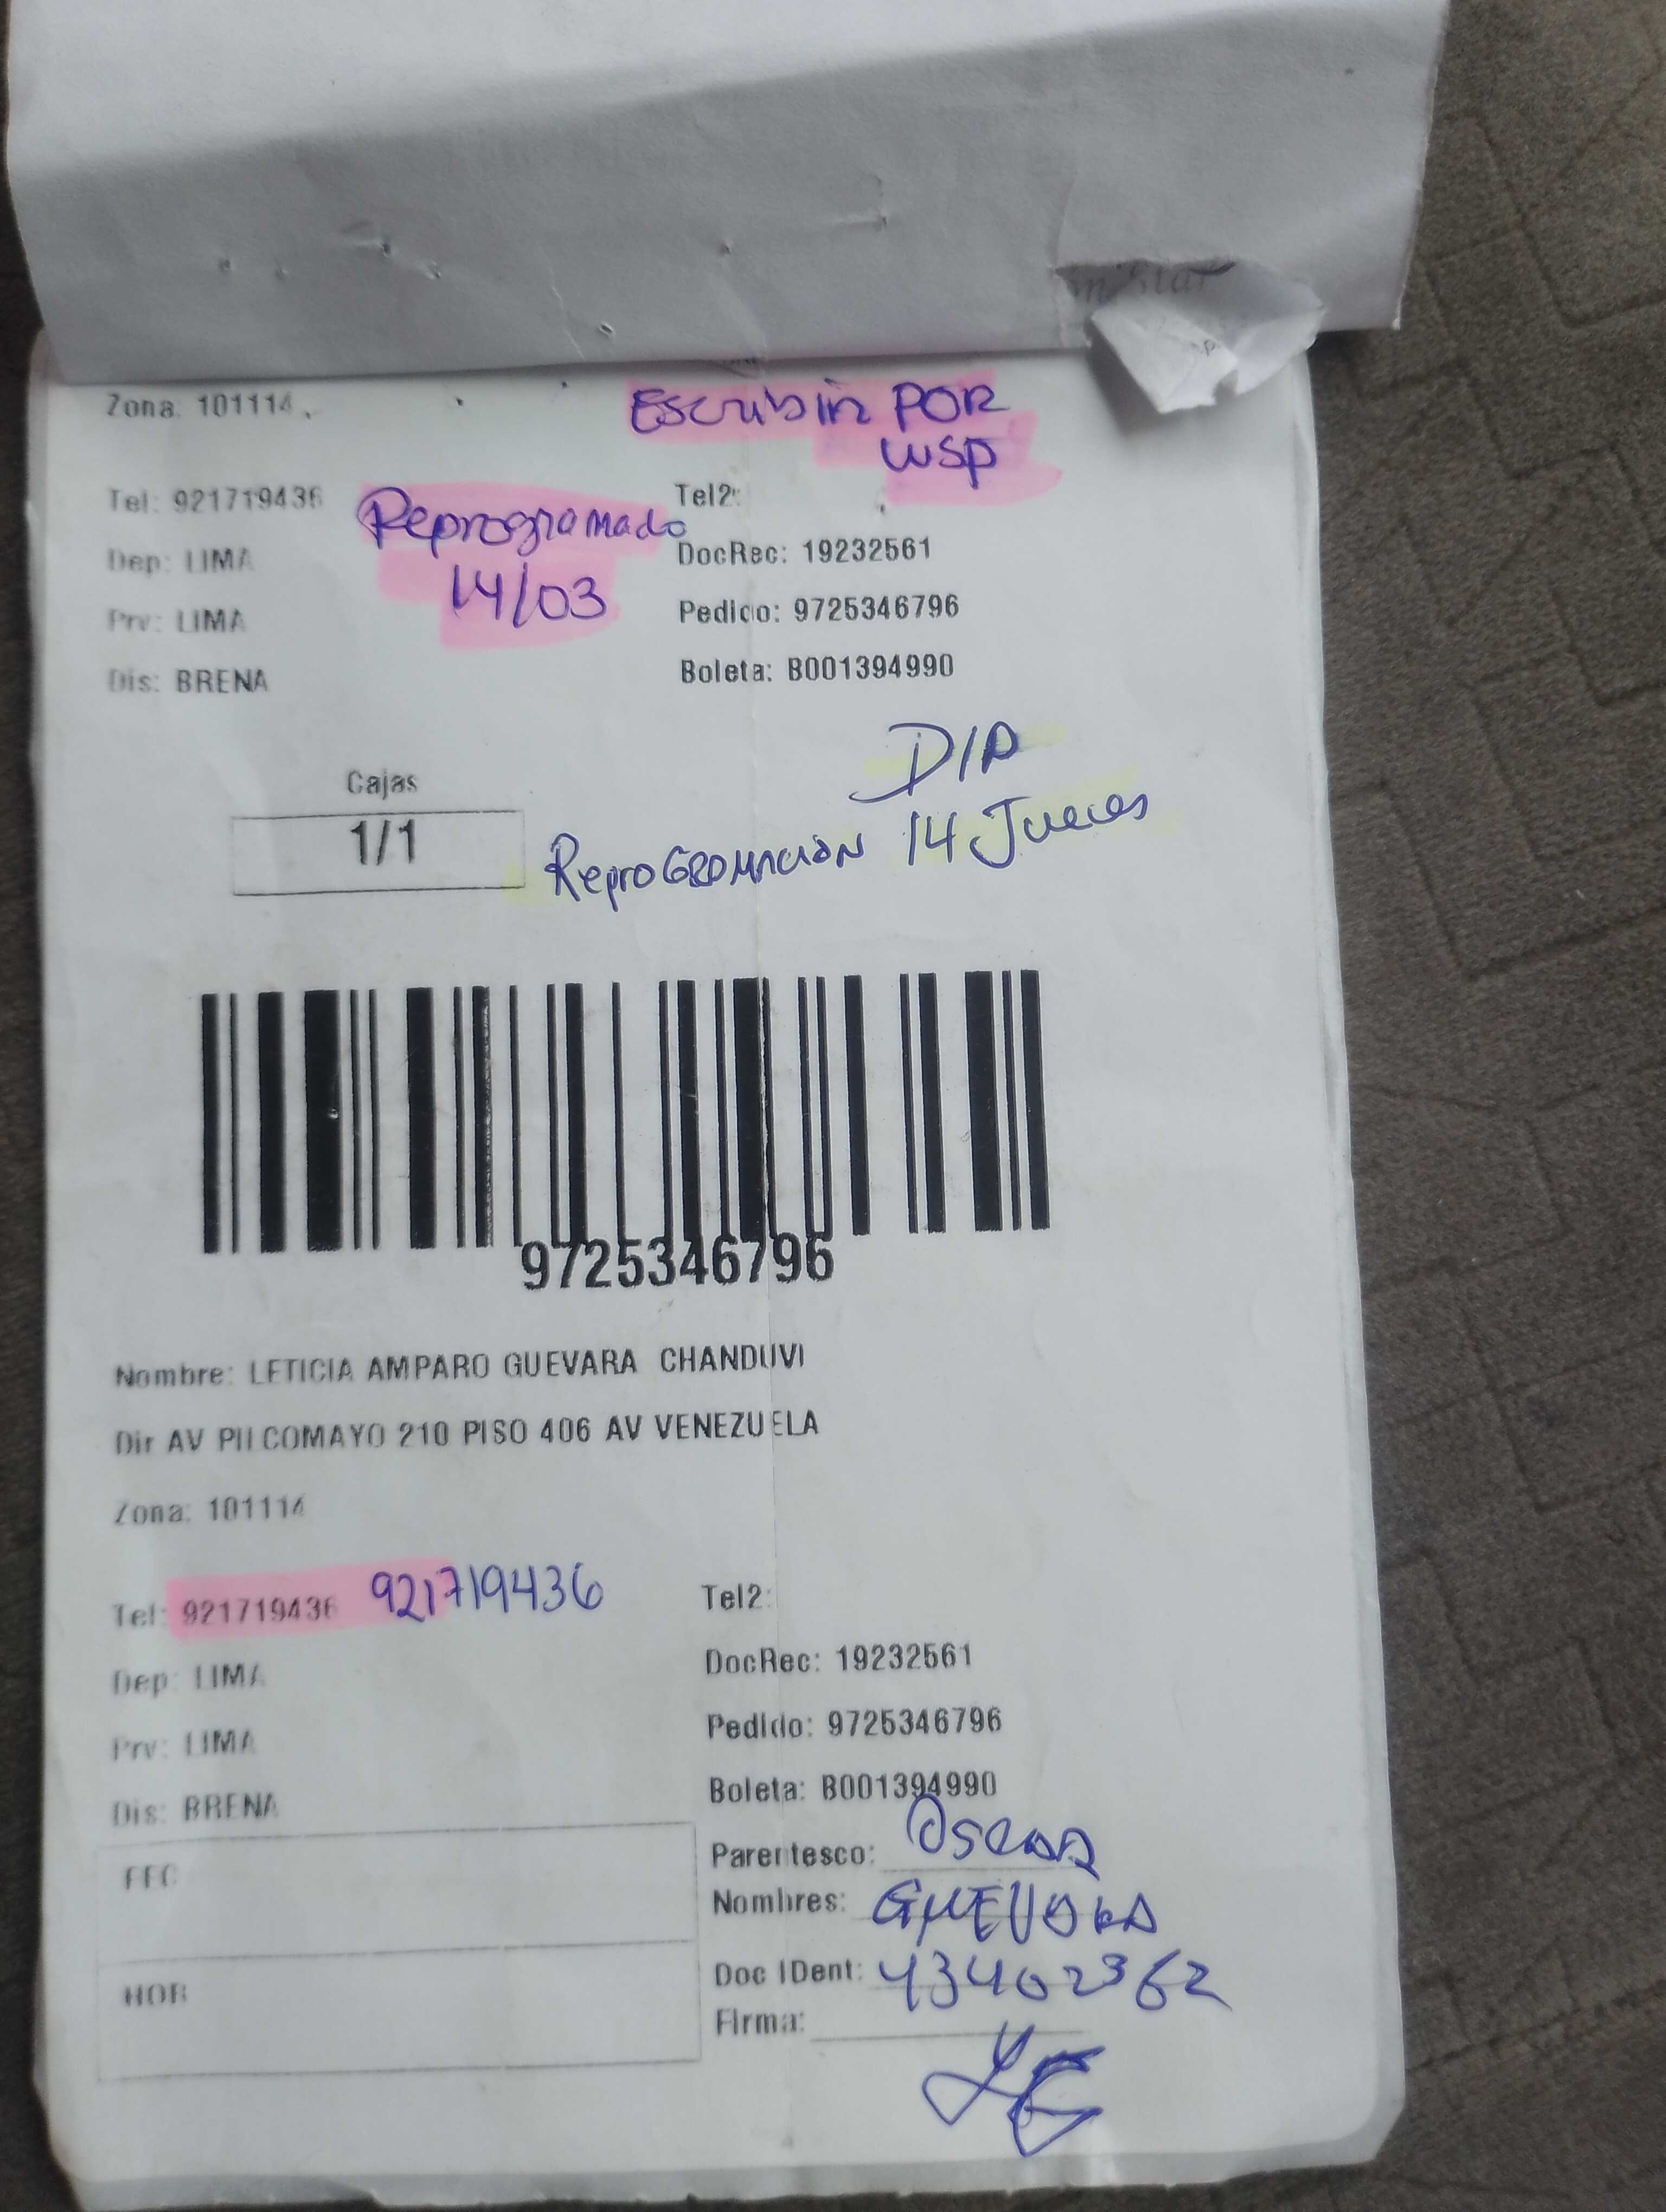 Zona: 101114
Escribir POR
wsp
Tel: 921719436
Reprogramado
14/03
Tel2:
Dep: LIMA
DocRec: 19232561
Prv: LIMA
Pedido: 9725346796
Dis: BRENA
Boleta: B001394990
DIA
Cajas
1/1
ReproGRamacion 14 Jueves
9725346796
Nombre: LETICIA AMPARO GUEVARA CHANDUVI
Dir AV PILCOMAYO 210 PISO 406 AV VENEZUELA
Zona: 101114
Tel: 921719436 921719436
Tel2:
Dep: LIMA
DocRec: 19232561
Prv: LIMA
Pedido: 9725346796
Dis: BRENA
Boleta: B001394990
FEC
Parentesco: OSCAR
Nombres: GUEVARA
HOR
Doc IDent: 43402362
Firma: